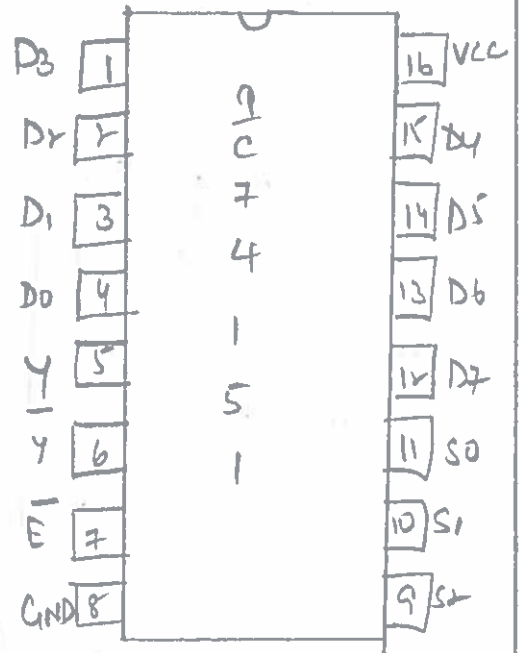 D3 1 16 VCC
D2 2 15 D4
D1 3 14 D5
D0 4 13 D6
Y 5 12 D7
Y̅ 6 11 S0
E̅ 7 10 S1
GND 8 9 S2
IC
7
4
1
5
1